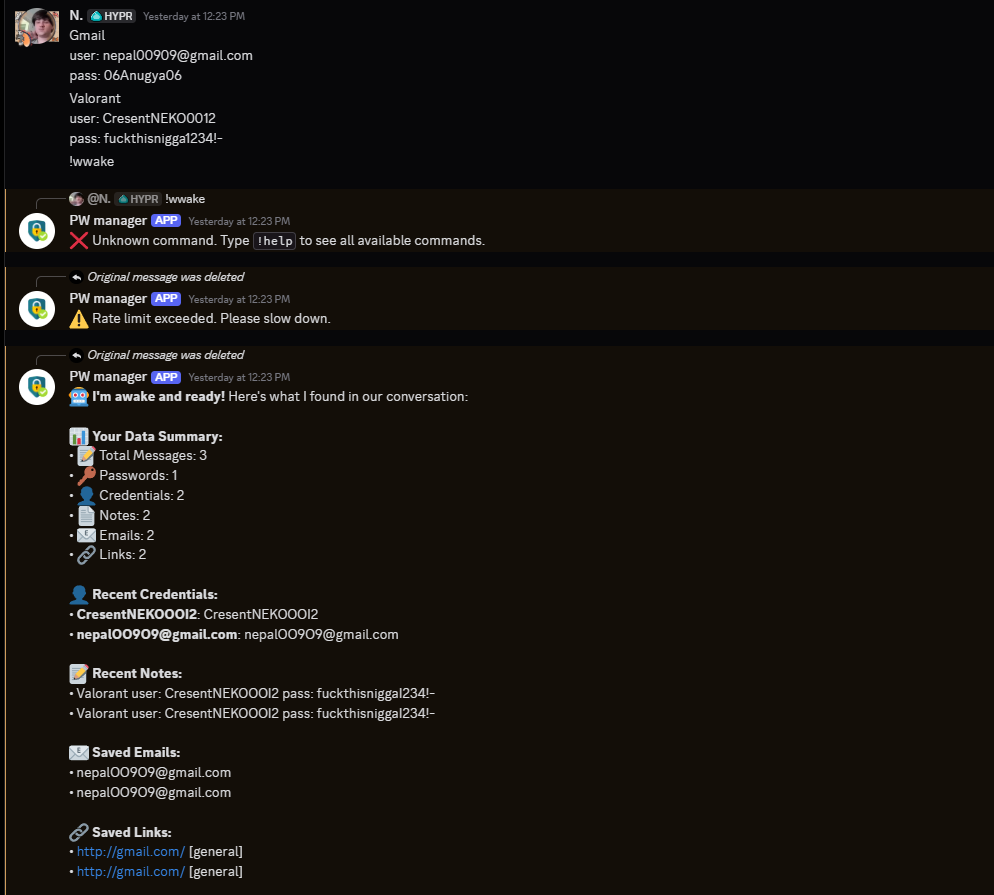 N. HYPR Yesterday at 12:23 PM
Gmail
user: nepal00909@gmail.com
pass: 06Anugya06
Valorant
user: CresentNEKO0012
pass: fuckthisnigga1234!-
!wwake
@N. HYPR !wwake
PW manager APP Yesterday at 12:23 PM
Unknown command. Type !help to see all available commands.
Original message was deleted
PW manager APP Yesterday at 12:23 PM
Rate limit exceeded. Please slow down.
Original message was deleted
PW manager APP Yesterday at 12:23 PM
I'm awake and ready! Here's what I found in our conversation:
Your Data Summary:
• Total Messages: 3
• Passwords: 1
• Credentials: 2
• Notes: 2
• Emails: 2
• Links: 2
Recent Credentials:
• CresentNEKO0012: CresentNEKO0012
• nepal00909@gmail.com: nepal00909@gmail.com
Recent Notes:
• Valorant user: CresentNEKO0012 pass: fuckthisnigga1234!-
• Valorant user: CresentNEKO0012 pass: fuckthisnigga1234!-
Saved Emails:
• nepal00909@gmail.com
• nepal00909@gmail.com
Saved Links:
• http://gmail.com/ [general]
• http://gmail.com/ [general]